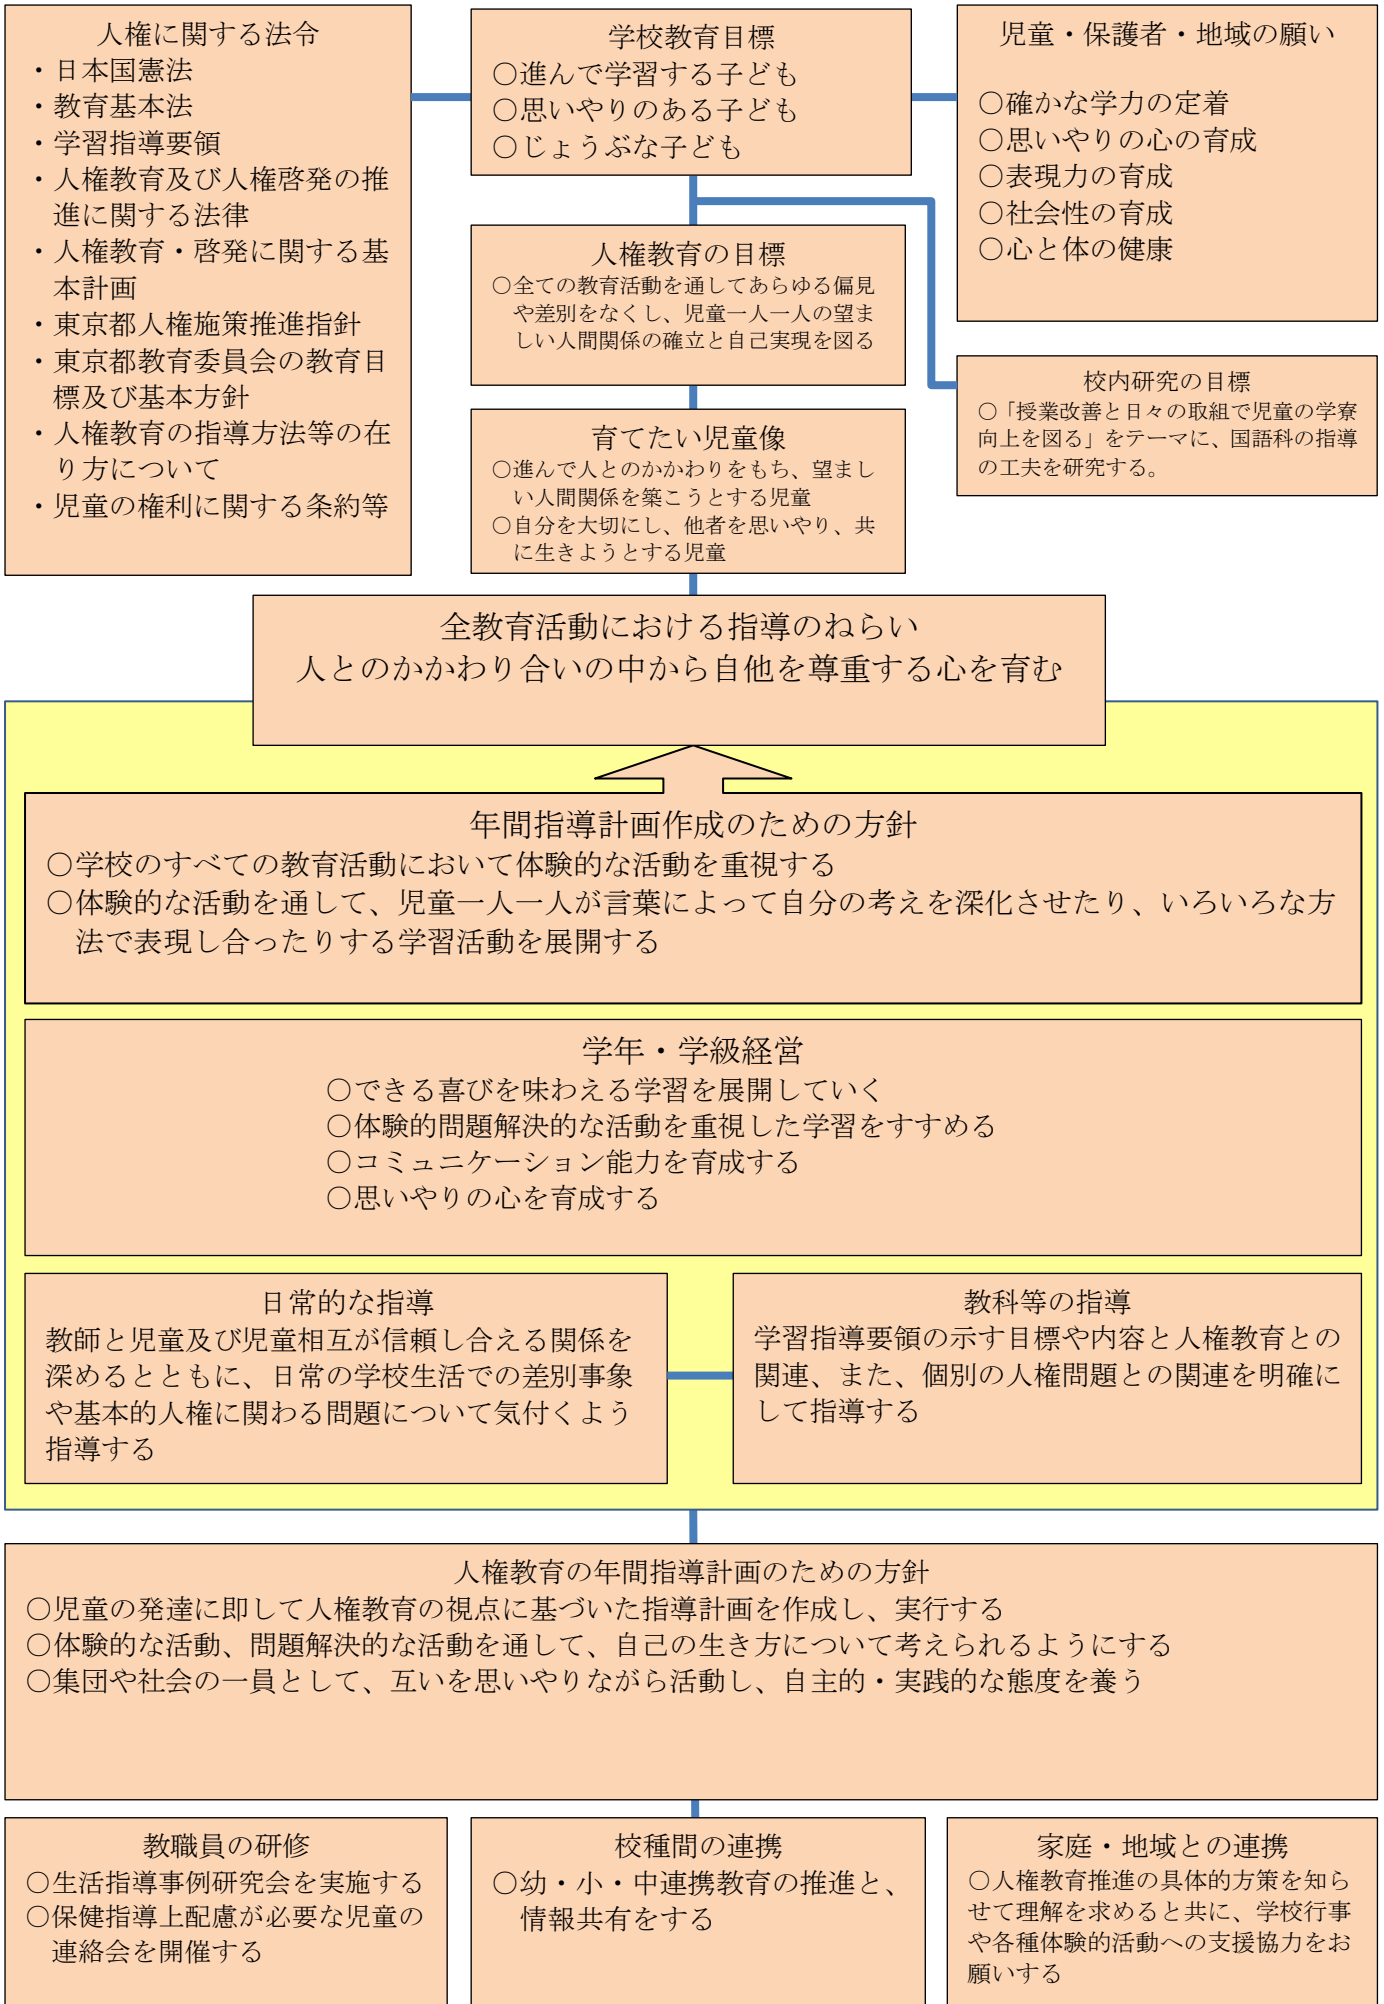 人権に関する法令
・日本国憲法
・教育基本法
・学習指導要領
・人権教育及び人権啓発の推
進に関する法律
・人権教育・啓発に関する基
本計画
・東京都人権施策推進指針
・東京都教育委員会の教育目
標及び基本方針
・人権教育の指導方法等の在
り方について
・児童の権利に関する条約等
学校教育目標
○進んで学習する子ども
○思いやりのある子ども
○じょうぶな子ども
児童・保護者・地域の願い
○確かな学力の定着
○思いやりの心の育成
○表現力の育成
○社会性の育成
○心と体の健康
人権教育の目標
○全ての教育活動を通してあらゆる偏見
や差別をなくし、児童一人一人の望ま
しい人間関係の確立と自己実現を図る
校内研究の目標
○「授業改善と日々の取組で児童の学寮
向上を図る」をテーマに、国語科の指導
の工夫を研究する。
育てたい児童像
○進んで人とのかかわりをもち、望まし
い人間関係を築こうとする児童
○自分を大切にし、他者を思いやり、共
に生きようとする児童
全教育活動における指導のねらい
人とのかかわり合いの中から自他を尊重する心を育む
年間指導計画作成のための方針
○学校のすべての教育活動において体験的な活動を重視する
○体験的な活動を通して、児童一人一人が言葉によって自分の考えを深化させたり、いろいろな方
法で表現し合ったりする学習活動を展開する
学年・学級経営
○できる喜びを味わえる学習を展開していく
○体験的問題解決的な活動を重視した学習をすすめる
○コミュニケーション能力を育成する
○思いやりの心を育成する
日常的な指導
教師と児童及び児童相互が信頼し合える関係を
深めるとともに、日常の学校生活での差別事象
や基本的人権に関わる問題について気付くよう
指導する
教科等の指導
学習指導要領の示す目標や内容と人権教育との
関連、また、個別の人権問題との関連を明確に
して指導する
人権教育の年間指導計画のための方針
○児童の発達に即して人権教育の視点に基づいた指導計画を作成し、実行する
○体験的な活動、問題解決的な活動を通して、自己の生き方について考えられるようにする
○集団や社会の一員として、互いを思いやりながら活動し、自主的・実践的な態度を養う
教職員の研修
○生活指導事例研究会を実施する
○保健指導上配慮が必要な児童の
連絡会を開催する
校種間の連携
○幼・小・中連携教育の推進と、
情報共有をする
家庭・地域との連携
○人権教育推進の具体的方策を知ら
せて理解を求めると共に、学校行事
や各種体験的活動への支援協力をお
願いする